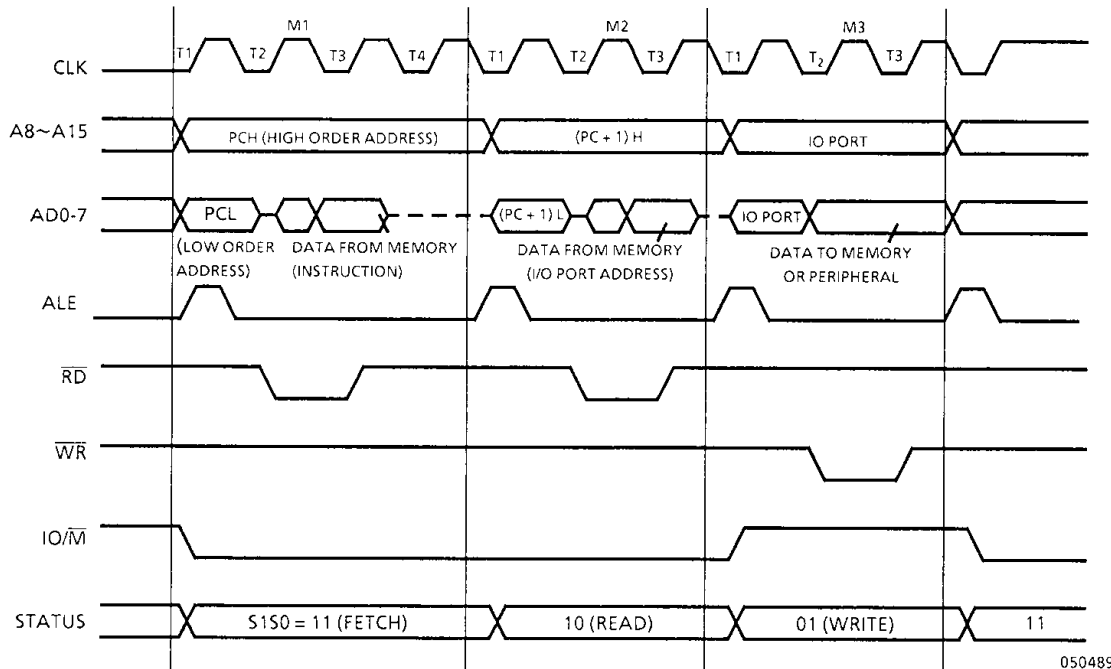 M1 M2 M3
CLK T1 T2 T3 T4 T1 T2 T3 T1 T2 T3
A8~A15 PCH (HIGH ORDER ADDRESS) (PC + 1) H IO PORT
AD0-7 PCL (PC + 1) L IO PORT
(LOW ORDER ADDRESS)
DATA FROM MEMORY
(INSTRUCTION)
DATA FROM MEMORY
(I/O PORT ADDRESS)
DATA TO MEMORY
OR PERIPHERAL
ALE
RD
WR
IO/M
STATUS S1S0 = 11 (FETCH) 10 (READ) 01 (WRITE) 11
050489